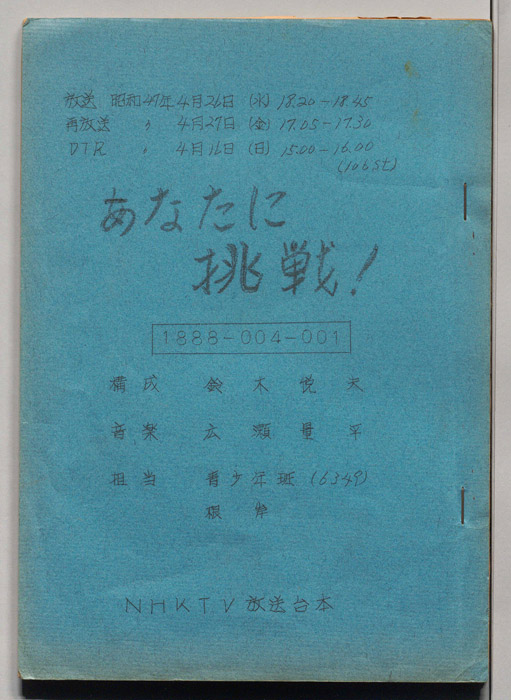 放送 昭和47年4月26日(水) 18.20-18.45
再放送 〃 4月27日(金) 17.05-17.30
DTR 〃 4月16日(日) 15.00-16.00
(106St)
あなたに
挑戦!
1888-004-001
構成 鈴木悦夫
音楽 広瀬量平
担当 青少年班(6349)
根岸
NHKTV放送台本